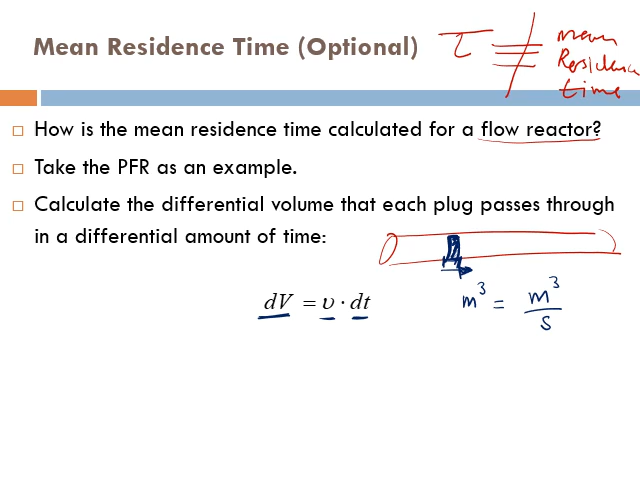 Mean Residence Time (Optional)
τ ≠ mean
Residence
time
How is the mean residence time calculated for a flow reactor?
Take the PFR as an example.
Calculate the differential volume that each plug passes through
in a differential amount of time:
dV = υ · dt
m³ = m³/s